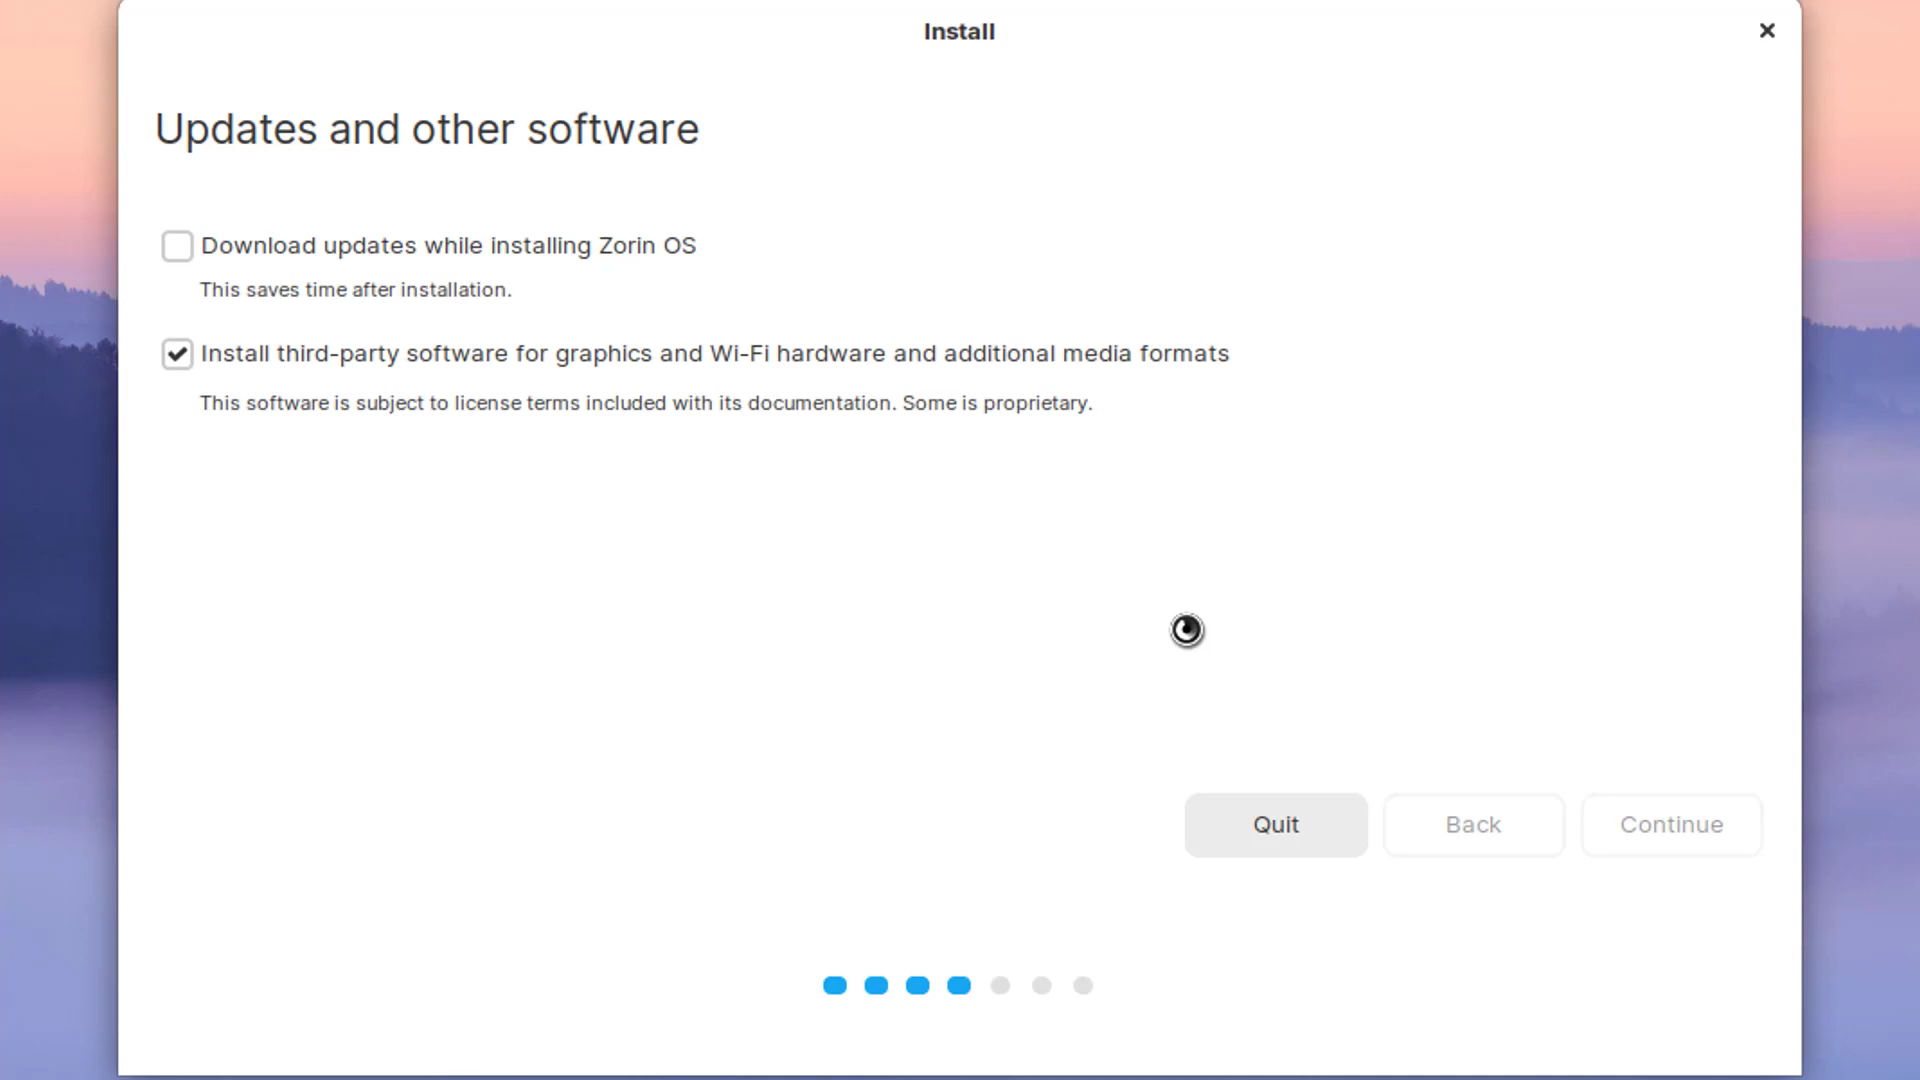 Install
Updates and other software
Download updates while installing Zorin OS
This saves time after installation.
Install third-party software for graphics and Wi-Fi hardware and additional media formats
This software is subject to license terms included with its documentation. Some is proprietary.
Quit
Back
Continue